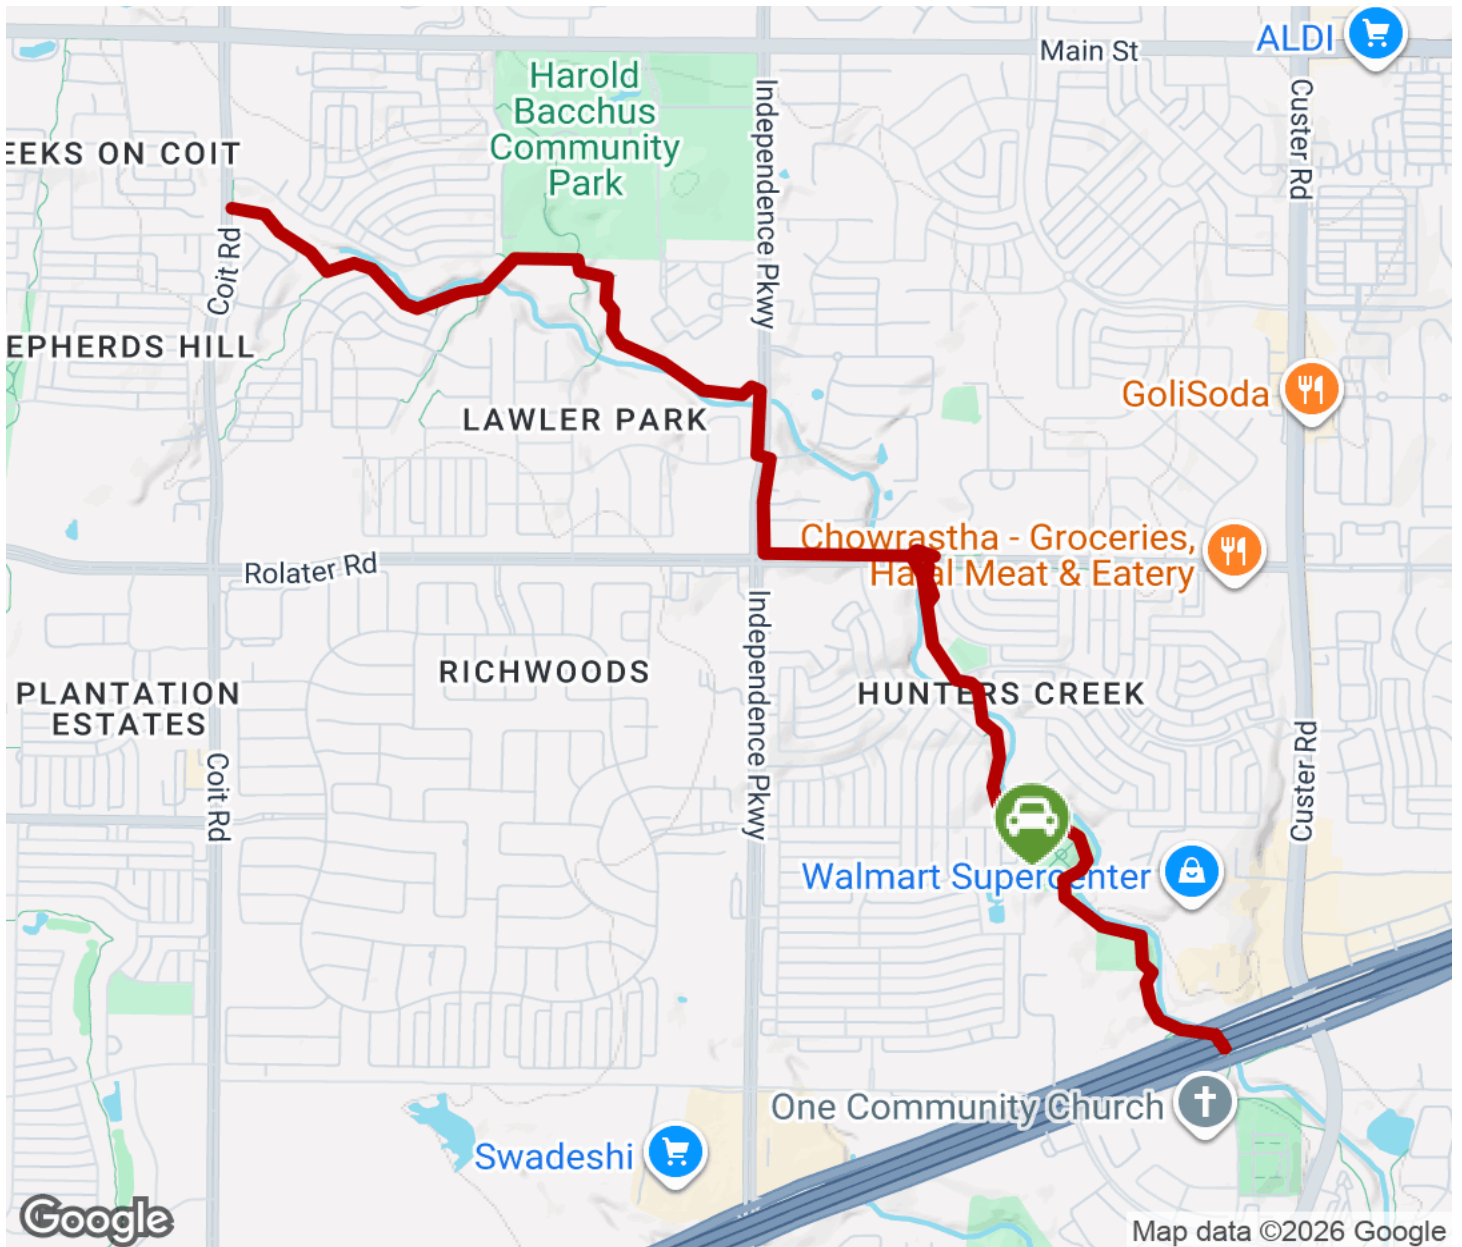 Main St
ALDI
Harold
Bacchus
Community
Park
Independence Pkwy
Custer Rd
EEKS ON COIT
Coit Rd
EPHERDS HILL
GoliSoda
LAWLER PARK
Chowrastha - Groceries,
Halal Meat & Eatery
Rolater Rd
Independence Pkwy
RICHWOODS
HUNTERS CREEK
PLANTATION
ESTATES
Coit Rd
Custer Rd
Walmart Supercenter
One Community Church
Swadeshi
Google
Map data ©2026 Google